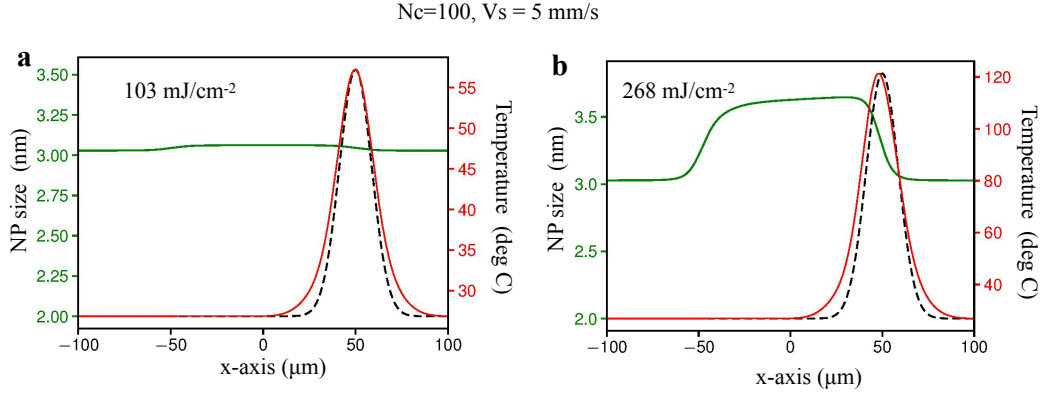 Nc=100, Vs = 5 mm/s
a
103 mJ/cm-2
NP size (nm)
3.50
3.25
3.00
2.75
2.50
2.25
2.00
55
50
45
40
35
30
Temperature (deg C)
−100
−50
0
50
100
x-axis (μm)
b
268 mJ/cm-2
NP size (nm)
3.5
3.0
2.5
2.0
120
100
80
60
40
Temperature (deg C)
−100
−50
0
50
100
x-axis (μm)